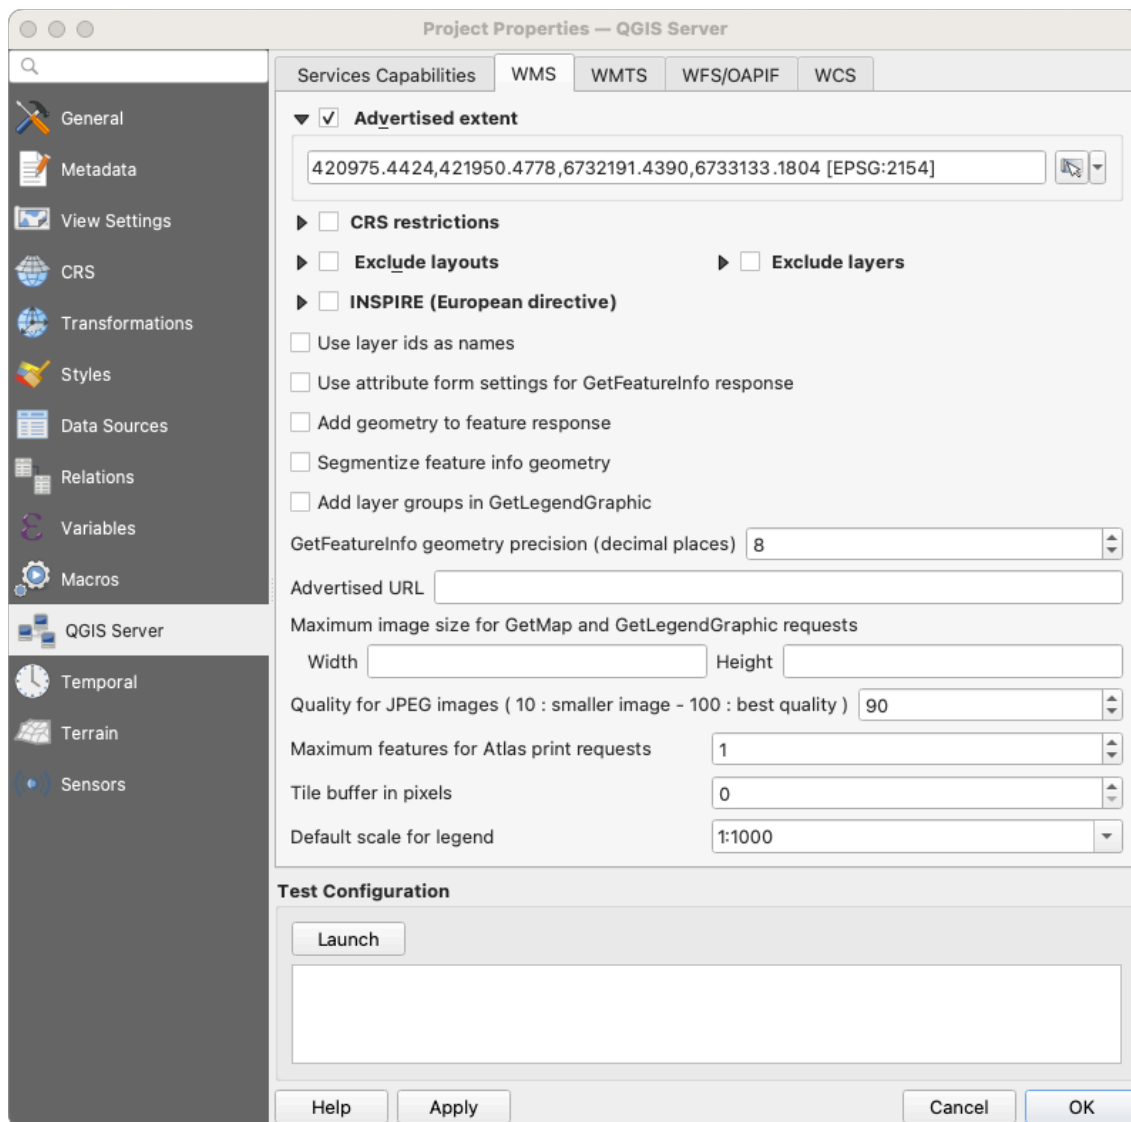 Project Properties — QGIS Server
General
Metadata
View Settings
CRS
Transformations
Styles
Data Sources
Relations
Variables
Macros
QGIS Server
Temporal
Terrain
Sensors
Services Capabilities WMS WMTS WFS/OAPIF WCS
Advertised extent
420975.4424,421950.4778,6732191.4390,6733133.1804 [EPSG:2154]
CRS restrictions
Exclude layouts Exclude layers
INSPIRE (European directive)
Use layer ids as names
Use attribute form settings for GetFeatureInfo response
Add geometry to feature response
Segmentize feature info geometry
Add layer groups in GetLegendGraphic
GetFeatureInfo geometry precision (decimal places) 8
Advertised URL
Maximum image size for GetMap and GetLegendGraphic requests
Width Height
Quality for JPEG images ( 10 : smaller image - 100 : best quality ) 90
Maximum features for Atlas print requests 1
Tile buffer in pixels 0
Default scale for legend 1:1000
Test Configuration
Launch
Help Apply Cancel OK